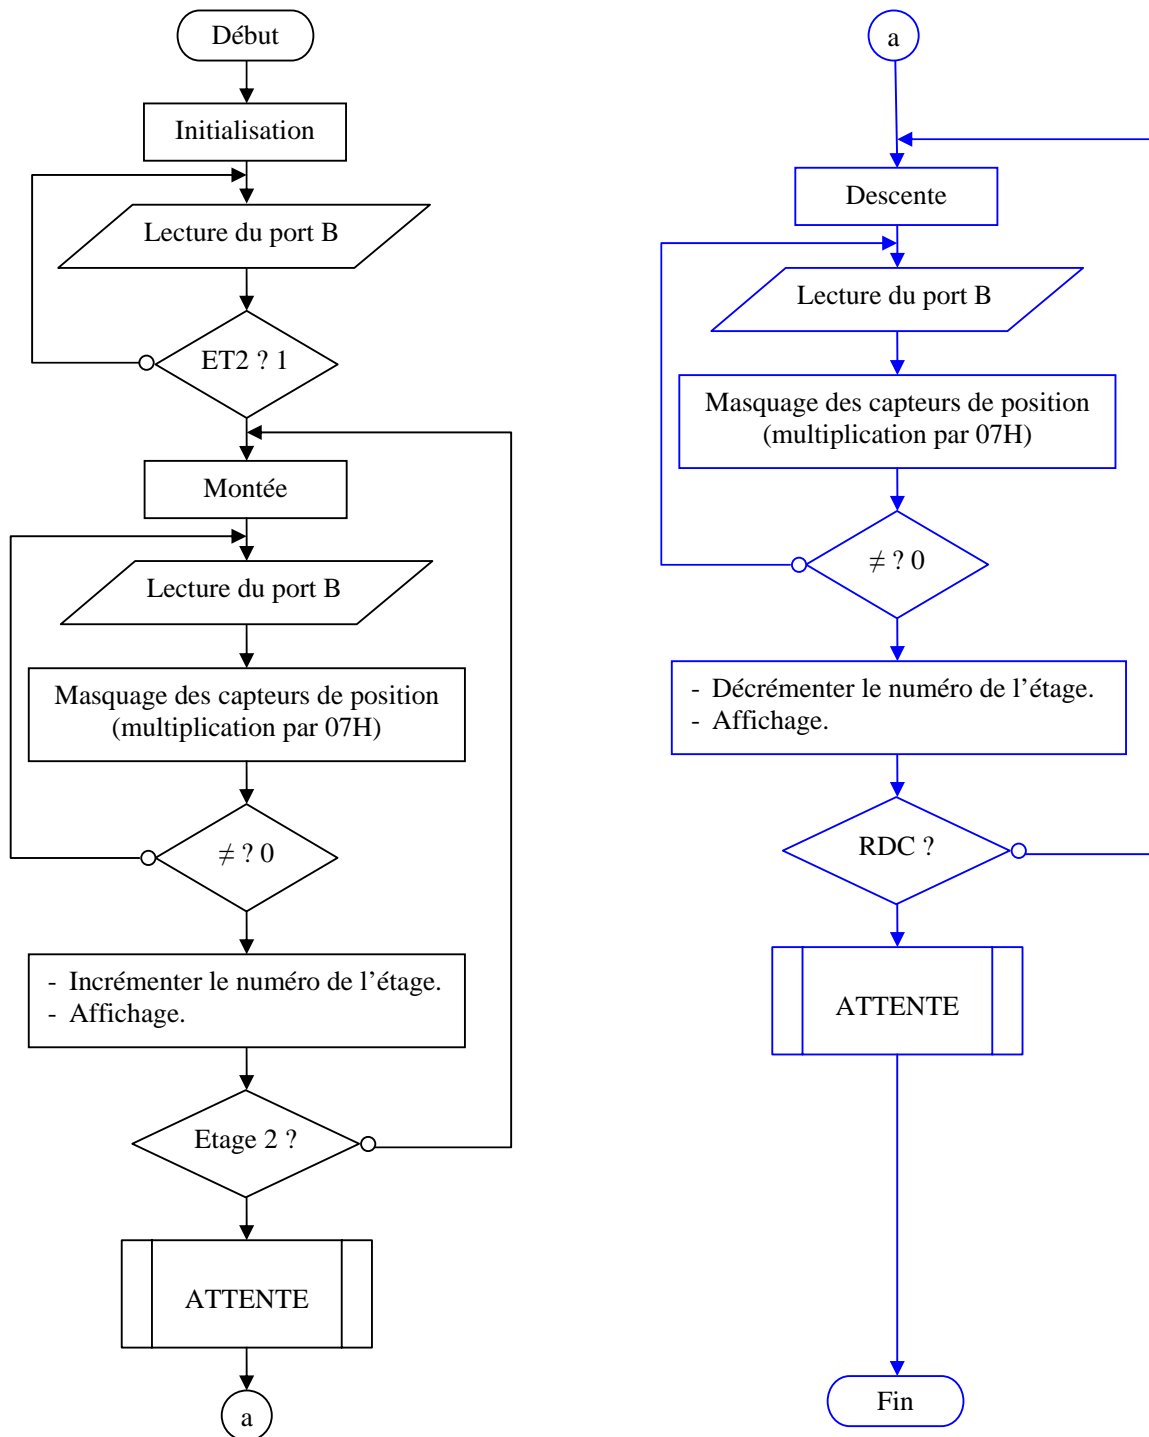 Début
Initialisation
Lecture du port B
ET2 ? 1
Montée
Lecture du port B
Masquage des capteurs de position
(multiplication par 07H)
≠ ? 0
- Incrémenter le numéro de l’étage.
- Affichage.
Etage 2 ?
ATTENTE
a
a
Descente
Lecture du port B
Masquage des capteurs de position
(multiplication par 07H)
≠ ? 0
- Décrémenter le numéro de l’étage.
- Affichage.
RDC ?
ATTENTE
Fin